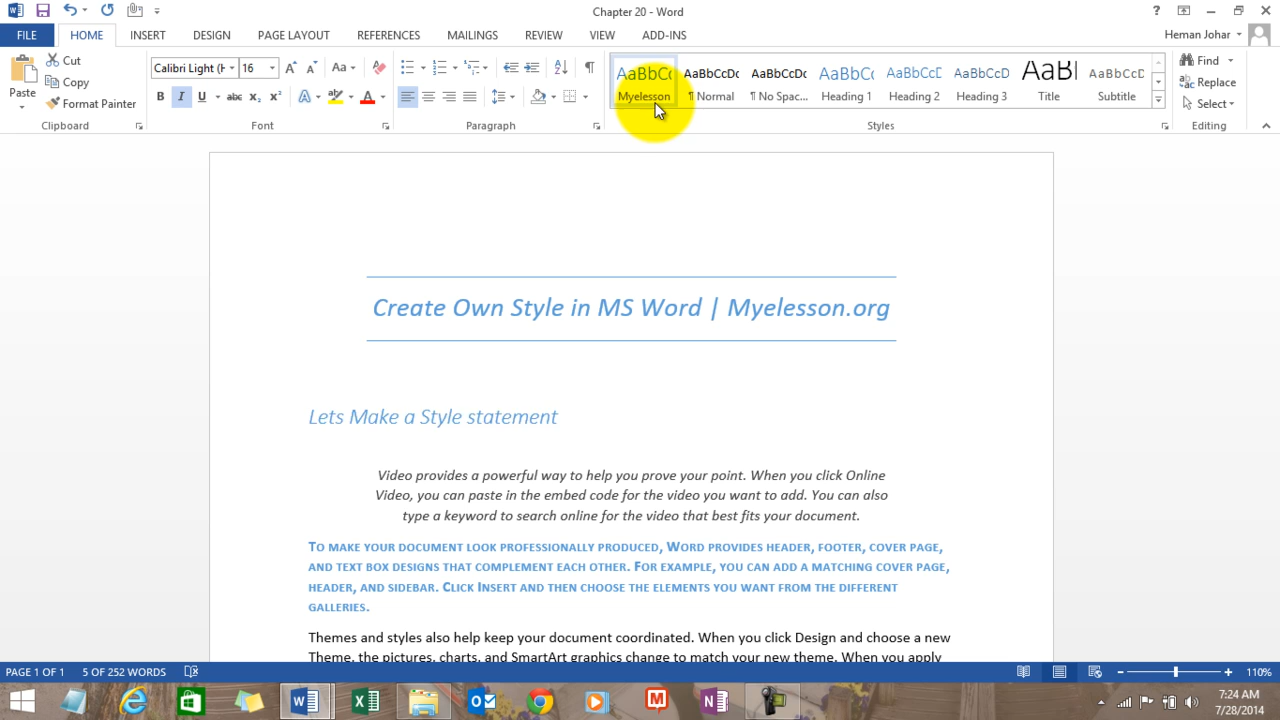 Chapter 20 - Word
Heman Johar
FILE HOME INSERT DESIGN PAGE LAYOUT REFERENCES MAILINGS REVIEW VIEW ADD-INS
Paste
Cut
Copy
Format Painter
Clipboard
Calibri Light (H 16
Font
Paragraph
AaBbCc AaBbCcDc AaBbCcDc AaBbCc AaBbCcD AaBbCcD AaBl AaBbCcD
Myelesson ¶ Normal ¶ No Spac... Heading 1 Heading 2 Heading 3 Title Subtitle
Styles
Find
Replace
Select
Editing
Create Own Style in MS Word | Myelesson.org
Lets Make a Style statement
Video provides a powerful way to help you prove your point. When you click Online
Video, you can paste in the embed code for the video you want to add. You can also
type a keyword to search online for the video that best fits your document.
To make your document look professionally produced, Word provides header, footer, cover page,
and text box designs that complement each other. For example, you can add a matching cover page,
header, and sidebar. Click Insert and then choose the elements you want from the different
galleries.
Themes and styles also help keep your document coordinated. When you click Design and choose a new
Theme, the pictures, charts, and SmartArt graphics change to match your new theme. When you apply
PAGE 1 OF 1 5 OF 252 WORDS 110%
7:24 AM
7/28/2014